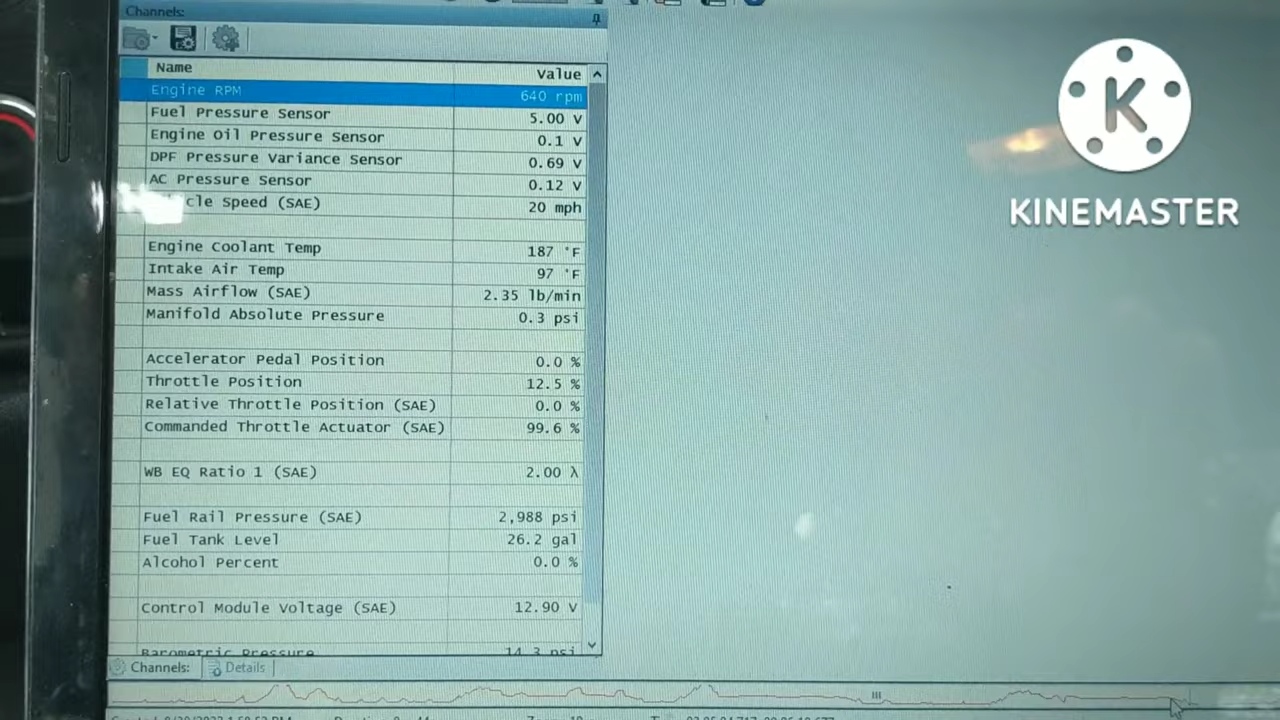 Channels:
Name Value
Engine RPM 640 rpm
Fuel Pressure Sensor 5.00 V
Engine Oil Pressure Sensor 0.1 V
DPF Pressure Variance Sensor 0.69 V
AC Pressure Sensor 0.12 V
cle Speed (SAE) 20 mph
Engine Coolant Temp 187 °F
Intake Air Temp 97 °F
Mass Airflow (SAE) 2.35 lb/min
Manifold Absolute Pressure 0.3 psi
Accelerator Pedal Position 0.0 %
Throttle Position 12.5 %
Relative Throttle Position (SAE) 0.0 %
Commanded Throttle Actuator (SAE) 99.6 %
WB EQ Ratio 1 (SAE) 2.00 λ
Fuel Rail Pressure (SAE) 2,988 psi
Fuel Tank Level 26.2 gal
Alcohol Percent 0.0 %
Control Module Voltage (SAE) 12.90 V
Barometric Pressure 14.3 psi
Channels: Details
K
KINEMASTER